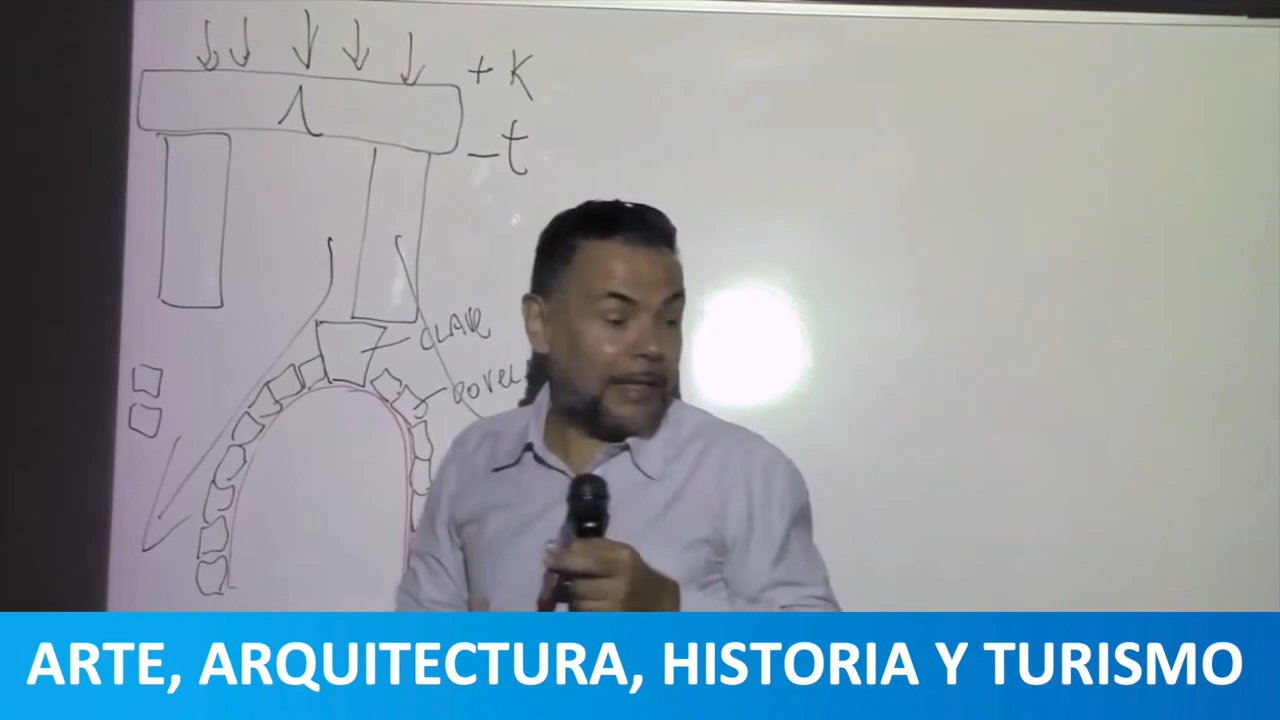 + K
- t
CLAVE
DOVEL
ARTE, ARQUITECTURA, HISTORIA Y TURISMO